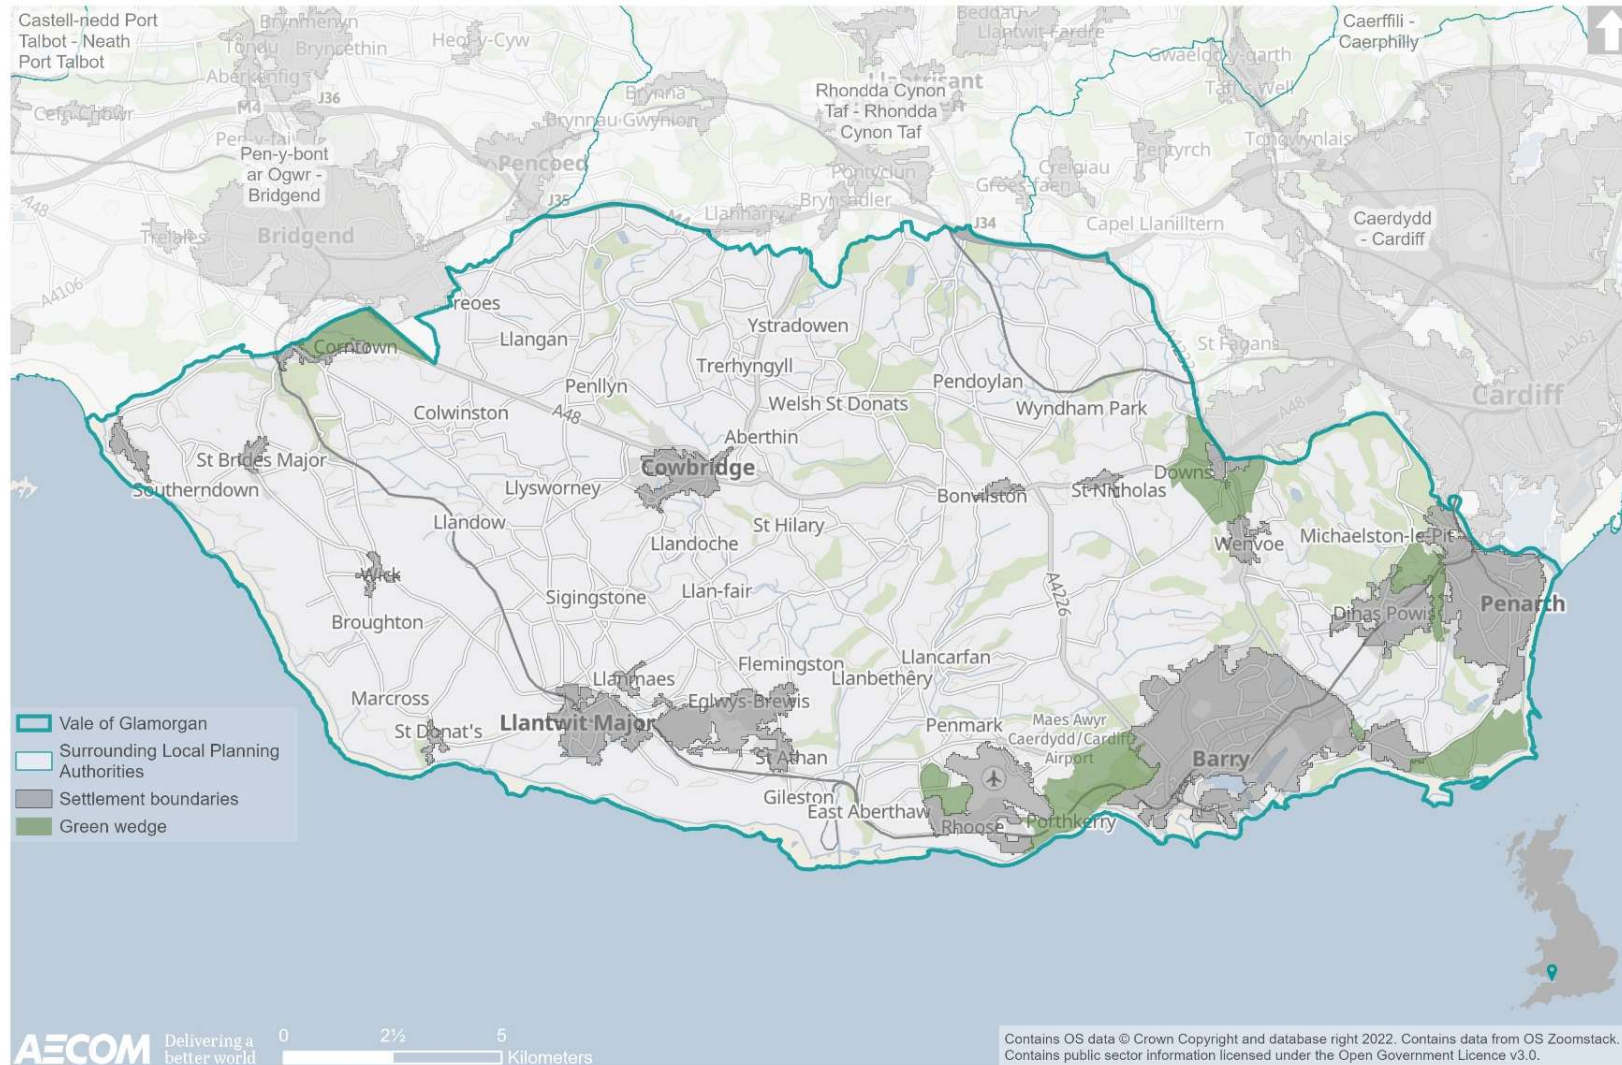 Castell-nedd Port
Talbot - Neath
Port Talbot
Brynmenyn
Tondu
Bryncethin
Heol-y-Cyw
Aberkenfig
M4
J36
Cefn Cribwr
Pen-y-fai
Pen-y-bont
ar Ogwr -
Bridgend
A48
Trelales
Bridgend
A4106
Brynna
Brynnau Gwynion
Pencoed
J35
Beddau
Llantwit-Fardre
Rhondda Cynon
Taf - Rhondda
Cynon Taf
Caerffili -
Caerphilly
Gwaelod-y-garth
Taff's Well
Tongwynlais
Pentyrch
Creigiau
Groes-faen
Pontyclun
Brynsadler
Llanharry
J34
Capel Llanilltern
Caerdydd
- Cardiff
A4161
St Fagans
A4232
A48
Cardiff
Corntown
Llangan
Ystradowen
Trerhyngyll
Penllyn
Pendoylan
Wyndham Park
Colwinston
A48
Welsh St Donats
Aberthin
St Brides Major
Cowbridge
Downs
Southerndown
Llysworney
Bonvilston
St Nicholas
Llandow
St Hilary
Wenvoe
Michaelston-le-Pit
Llandoche
Wick
A4226
Sigingstone
Llan-fair
Penarth
Broughton
Dinas Powis
Flemingston
Llancarfan
Llanbethêry
Llanmaes
Marcross
Eglwys-Brewis
St Donat's
Llantwit Major
Penmark
Maes Awyr
Caerdydd/Cardiff
Airport
St Athan
Barry
Gileston
East Aberthaw
Rhoose
Porthkerry
Vale of Glamorgan
Surrounding Local Planning
Authorities
Settlement boundaries
Green wedge
AECOM
Delivering a
better world
0 2½ 5
Kilometers
Contains OS data © Crown Copyright and database right 2022. Contains data from OS Zoomstack.
Contains public sector information licensed under the Open Government Licence v3.0.